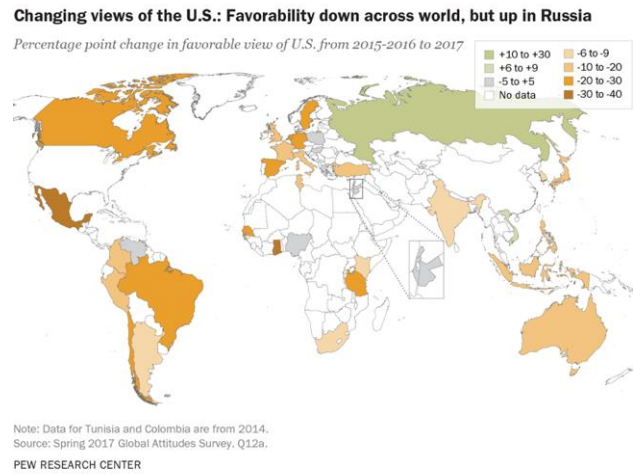 Changing views of the U.S.: Favorability down across world, but up in Russia
Percentage point change in favorable view of U.S. from 2015-2016 to 2017
+10 to +30
+6 to +9
-5 to +5
No data
-6 to -9
-10 to -20
-20 to -30
-30 to -40
Note: Data for Tunisia and Colombia are from 2014.
Source: Spring 2017 Global Attitudes Survey. Q12a.
PEW RESEARCH CENTER